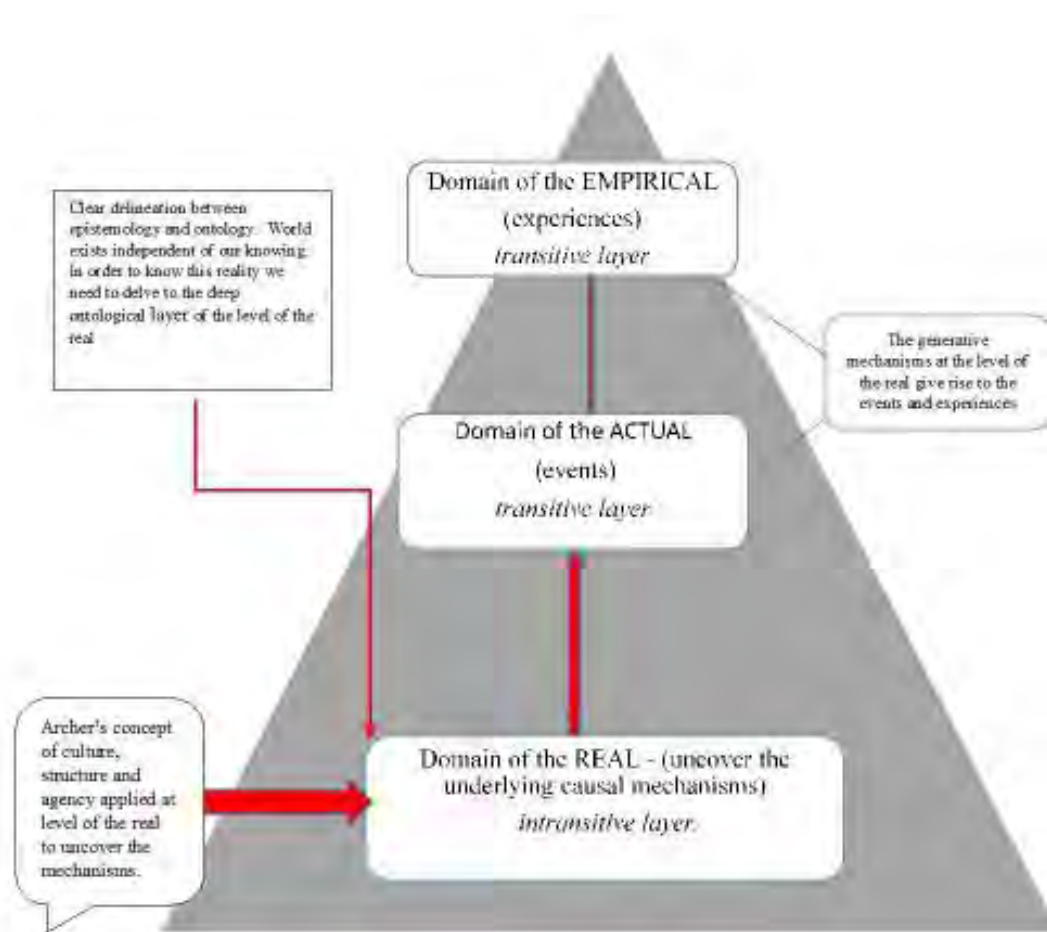 Domain of the EMPIRICAL
(experiences)
transitive layer
Clear delineation between
epistemology and ontology. World
exists independent of our knowing.
In order to know this reality we
need to delve to the deep
ontological layer of the level of the
real
The generative
mechanisms at the level of
the real give rise to the
events and experiences
Domain of the ACTUAL
(events)
transitive layer
Archer's concept
of culture,
structure and
agency applied at
level of the real
to uncover the
mechanisms.
Domain of the REAL - (uncover the
underlying causal mechanisms)
intransitive layer.